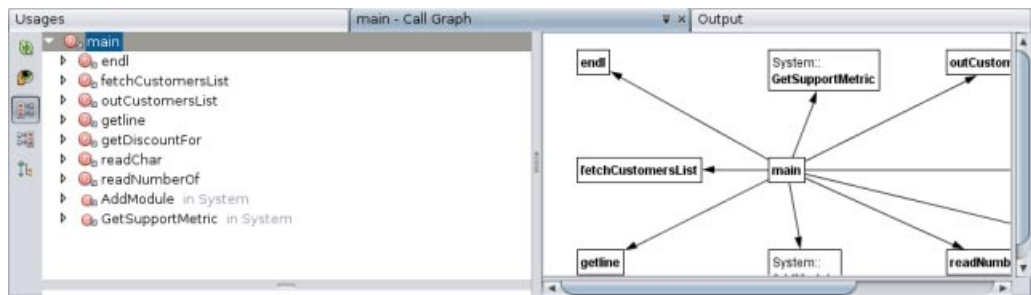 Usages
main - Call Graph
Output
main
endl
fetchCustomersList
outCustomersList
getline
getDiscountFor
readChar
readNumberOf
AddModule in System
GetSupportMetric in System
endl
System::
GetSupportMetric
outCustom
fetchCustomersList
main
getline
System::
readNumb